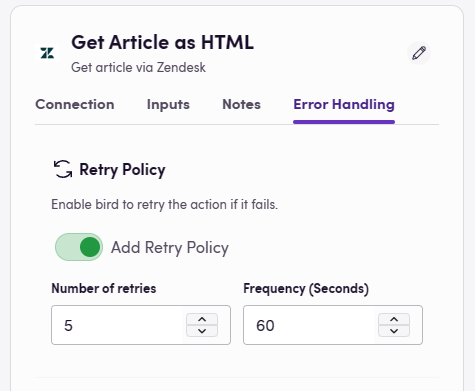 Get Article as HTML
Get article via Zendesk
Connection Inputs Notes Error Handling
Retry Policy
Enable bird to retry the action if it fails.
Add Retry Policy
Number of retries Frequency (Seconds)
5 60